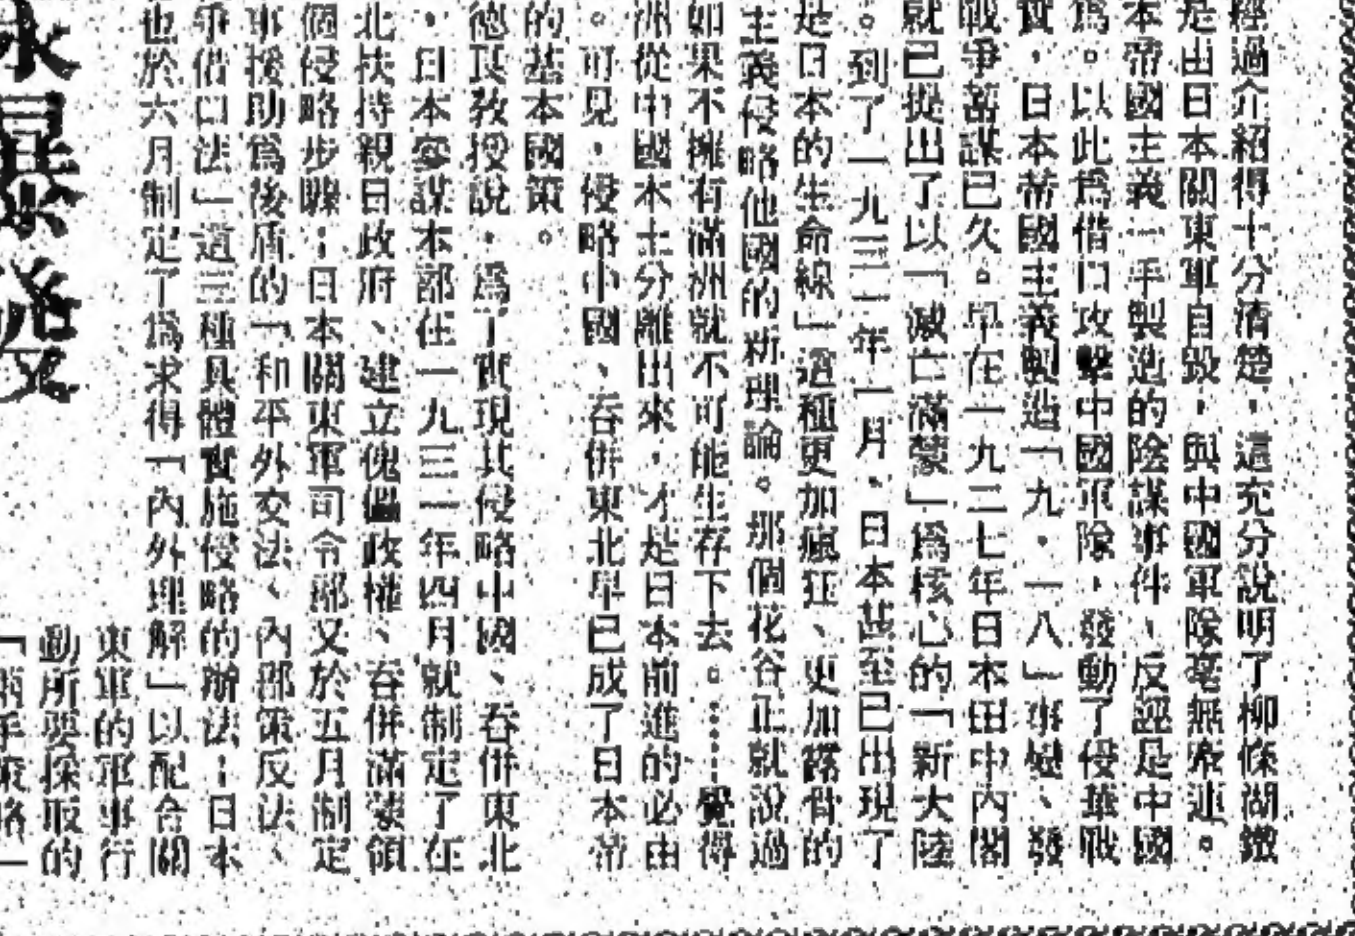 經過介紹得十分清楚，這充分說明了柳條湖鐵
是由日本關東軍自毀，與中國軍隊毫無牽連。
本帝國主義一手製造的陰謀事件、反誣是中國
爲。以此爲借口攻擊中國軍隊，發動了侵華戰
實，日本帝國主義製造「九．一八」事變、發
戰爭蓄謀已久。早在一九二七年日本田中內閣
就已提出了以「滅亡滿蒙」爲核心的「新大陸
。到了一九三一年一月，日本甚至已出現了
是日本的生命線」這種更加瘋狂、更加露骨的
主義侵略他國的新理論。那個花谷正就說過
如果不擁有滿洲就不可能生存下去。……覺得
洲從中國本土分離出來，才是日本前進的必由
。可見，侵略中國、吞併東北早已成了日本帝
的基本國策。
德茂教授說，爲了實現其侵略中國、吞併東北
，日本參謀本部在一九三一年四月就制定了在
北扶持親日政府、建立傀儡政權、吞併滿蒙領
個侵略步驟；日本關東軍司令部又於五月制定
事援助爲後盾的「和平外交法、內部策反法、
爭借口法」這三種具體實施侵略的辦法；日本
也於六月制定了爲求得「內外理解」以配合關
東軍的軍事行
動所要採取的
「兩手策略」
爆發